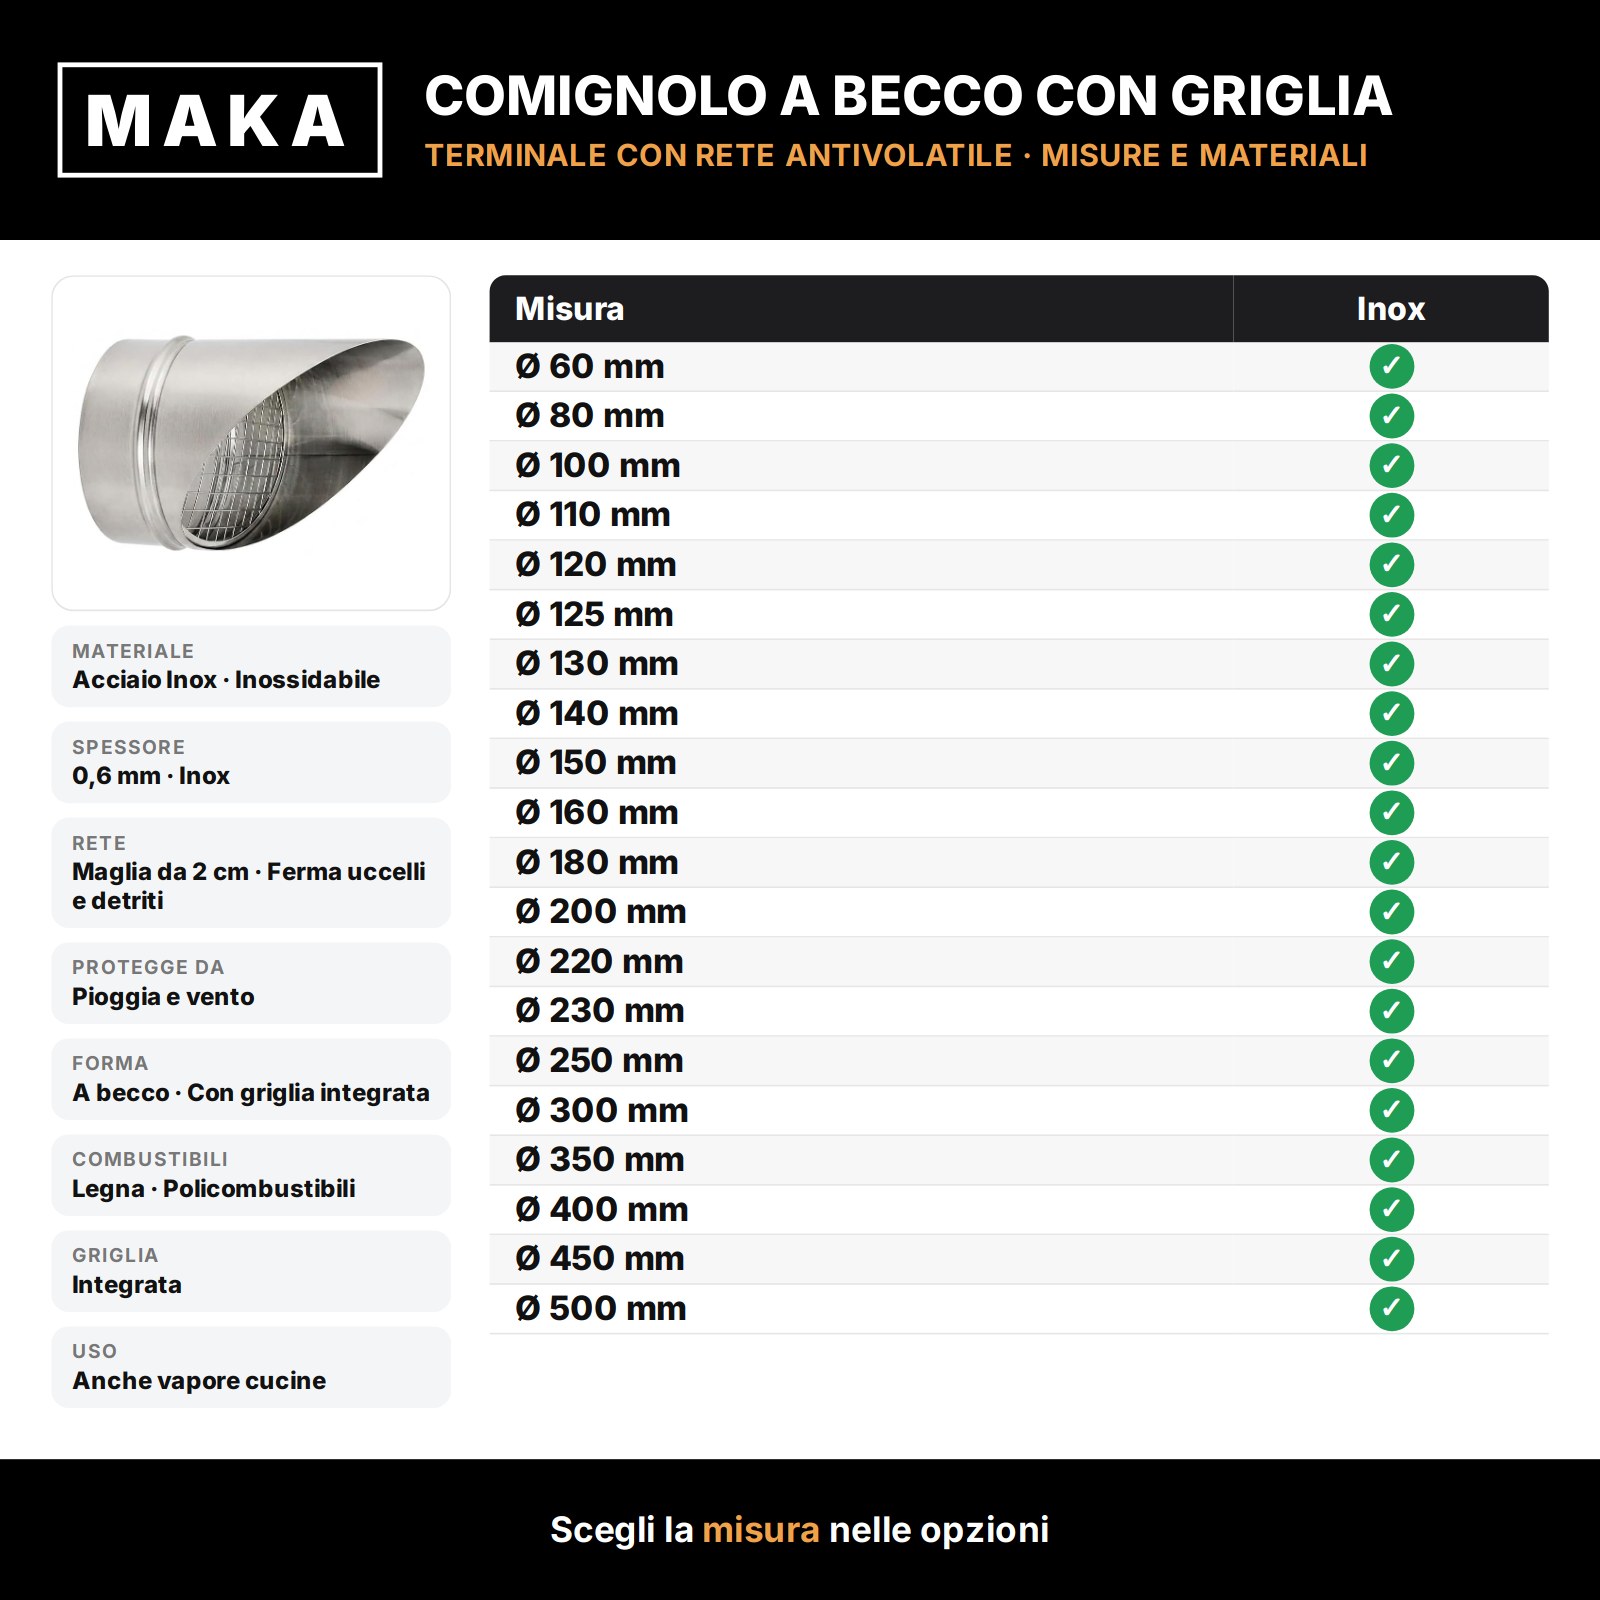 MAKA
COMIGNOLO A BECCO CON GRIGLIA
TERMINALE CON RETE ANTIVOLATILE · MISURE E MATERIALI
MATERIALE
Acciaio Inox · Inossidabile
SPESSORE
0,6 mm · Inox
RETE
Maglia da 2 cm · Ferma uccelli
e detriti
PROTEGGE DA
Pioggia e vento
FORMA
A becco · Con griglia integrata
COMBUSTIBILI
Legna · Policombustibili
GRIGLIA
Integrata
USO
Anche vapore cucine
Misura Inox
Ø 60 mm ✓
Ø 80 mm ✓
Ø 100 mm ✓
Ø 110 mm ✓
Ø 120 mm ✓
Ø 125 mm ✓
Ø 130 mm ✓
Ø 140 mm ✓
Ø 150 mm ✓
Ø 160 mm ✓
Ø 180 mm ✓
Ø 200 mm ✓
Ø 220 mm ✓
Ø 230 mm ✓
Ø 250 mm ✓
Ø 300 mm ✓
Ø 350 mm ✓
Ø 400 mm ✓
Ø 450 mm ✓
Ø 500 mm ✓
Scegli la misura nelle opzioni